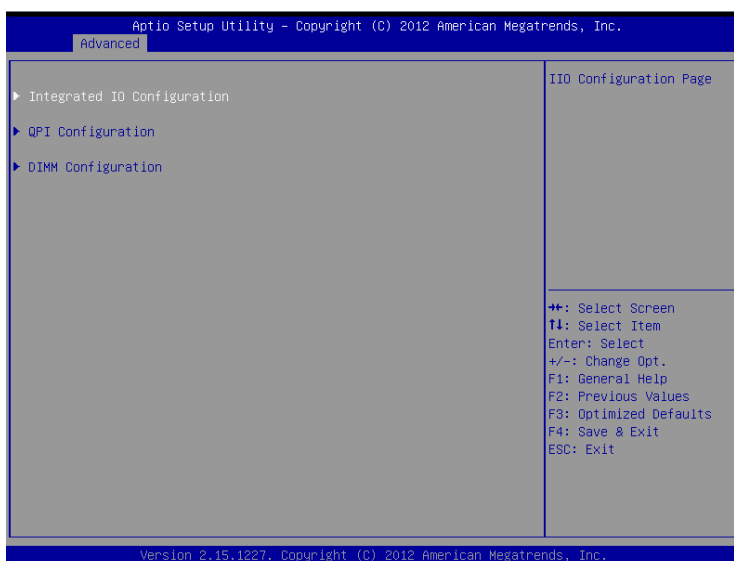 Aptio Setup Utility – Copyright (C) 2012 American Megatrends, Inc.
Advanced
Integrated IO Configuration
QPI Configuration
DIMM Configuration
IIO Configuration Page
→←: Select Screen
↑↓: Select Item
Enter: Select
+/-: Change Opt.
F1: General Help
F2: Previous Values
F3: Optimized Defaults
F4: Save & Exit
ESC: Exit
Version 2.15.1227. Copyright (C) 2012 American Megatrends, Inc.